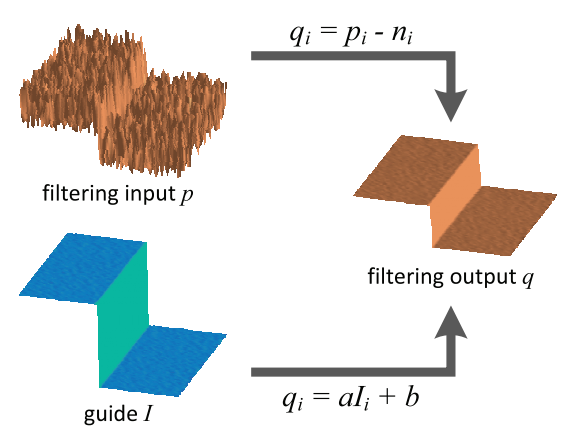 qᵢ = pᵢ - nᵢ
filtering input p
filtering output q
qᵢ = aIᵢ + b
guide I